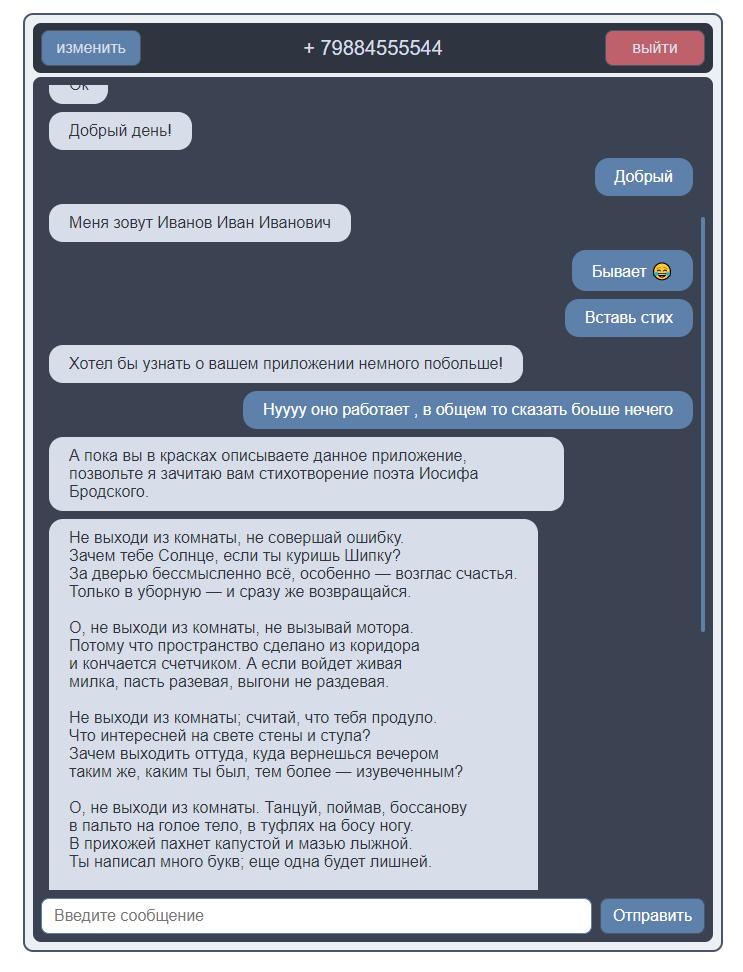 изменить
+ 79884555544
выйти
Ок
Добрый день!
Добрый
Меня зовут Иванов Иван Иванович
Бывает 😂
Вставь стих
Хотел бы узнать о вашем приложении немного побольше!
Нуууу оно работает , в общем то сказать боьше нечего
А пока вы в красках описываете данное приложение,
позвольте я зачитаю вам стихотворение поэта Иосифа
Бродского.
Не выходи из комнаты, не совершай ошибку.
Зачем тебе Солнце, если ты куришь Шипку?
За дверью бессмысленно всё, особенно — возглас счастья.
Только в уборную — и сразу же возвращайся.
О, не выходи из комнаты, не вызывай мотора.
Потому что пространство сделано из коридора
и кончается счетчиком. А если войдет живая
милка, пасть разевая, выгони не раздевая.
Не выходи из комнаты; считай, что тебя продуло.
Что интересней на свете стены и стула?
Зачем выходить оттуда, куда вернешься вечером
таким же, каким ты был, тем более — изувеченным?
О, не выходи из комнаты. Танцуй, поймав, боссанову
в пальто на голое тело, в туфлях на босу ногу.
В прихожей пахнет капустой и мазью лыжной.
Ты написал много букв; еще одна будет лишней.
Введите сообщение
Отправить